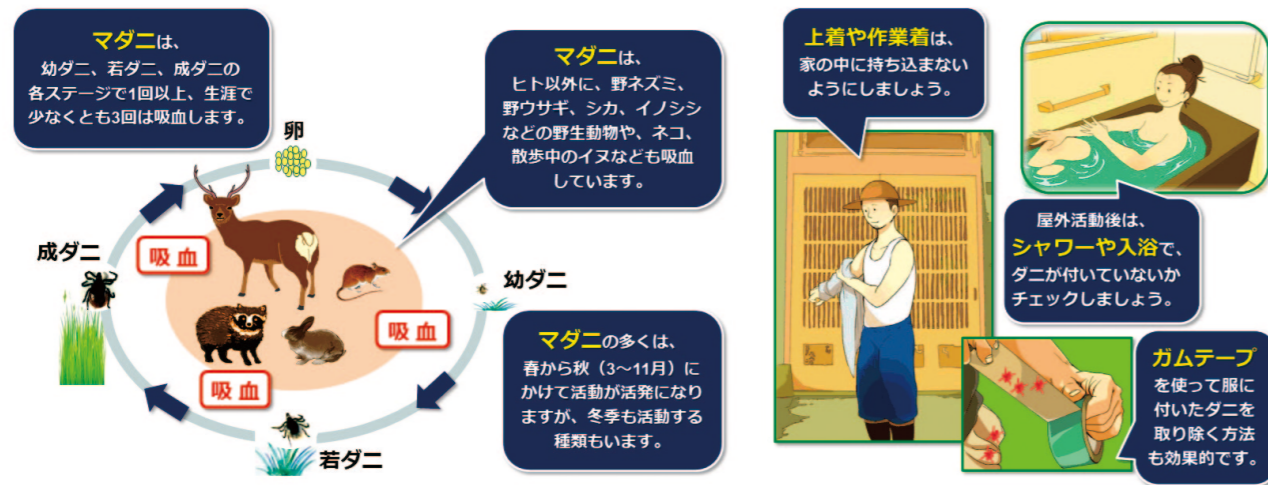 マダニは、
幼ダニ、若ダニ、成ダニの
各ステージで1回以上、生涯で
少なくとも3回は吸血します。
マダニは、
ヒト以外に、野ネズミ、
野ウサギ、シカ、イノシシ
などの野生動物や、ネコ、
散歩中のイヌなども吸血
しています。
卵
成ダニ
吸血
幼ダニ
吸血
吸血
若ダニ
マダニの多くは、
春から秋（3～11月）に
かけて活動が活発になり
ますが、冬季も活動する
種類もいます。
上着や作業着は、
家の中に持ち込まない
ようにしましょう。
屋外活動後は、
シャワーや入浴で、
ダニが付いていないか
チェックしましょう。
ガムテープ
を使って服に
付いたダニを
取り除く方法
も効果的です。